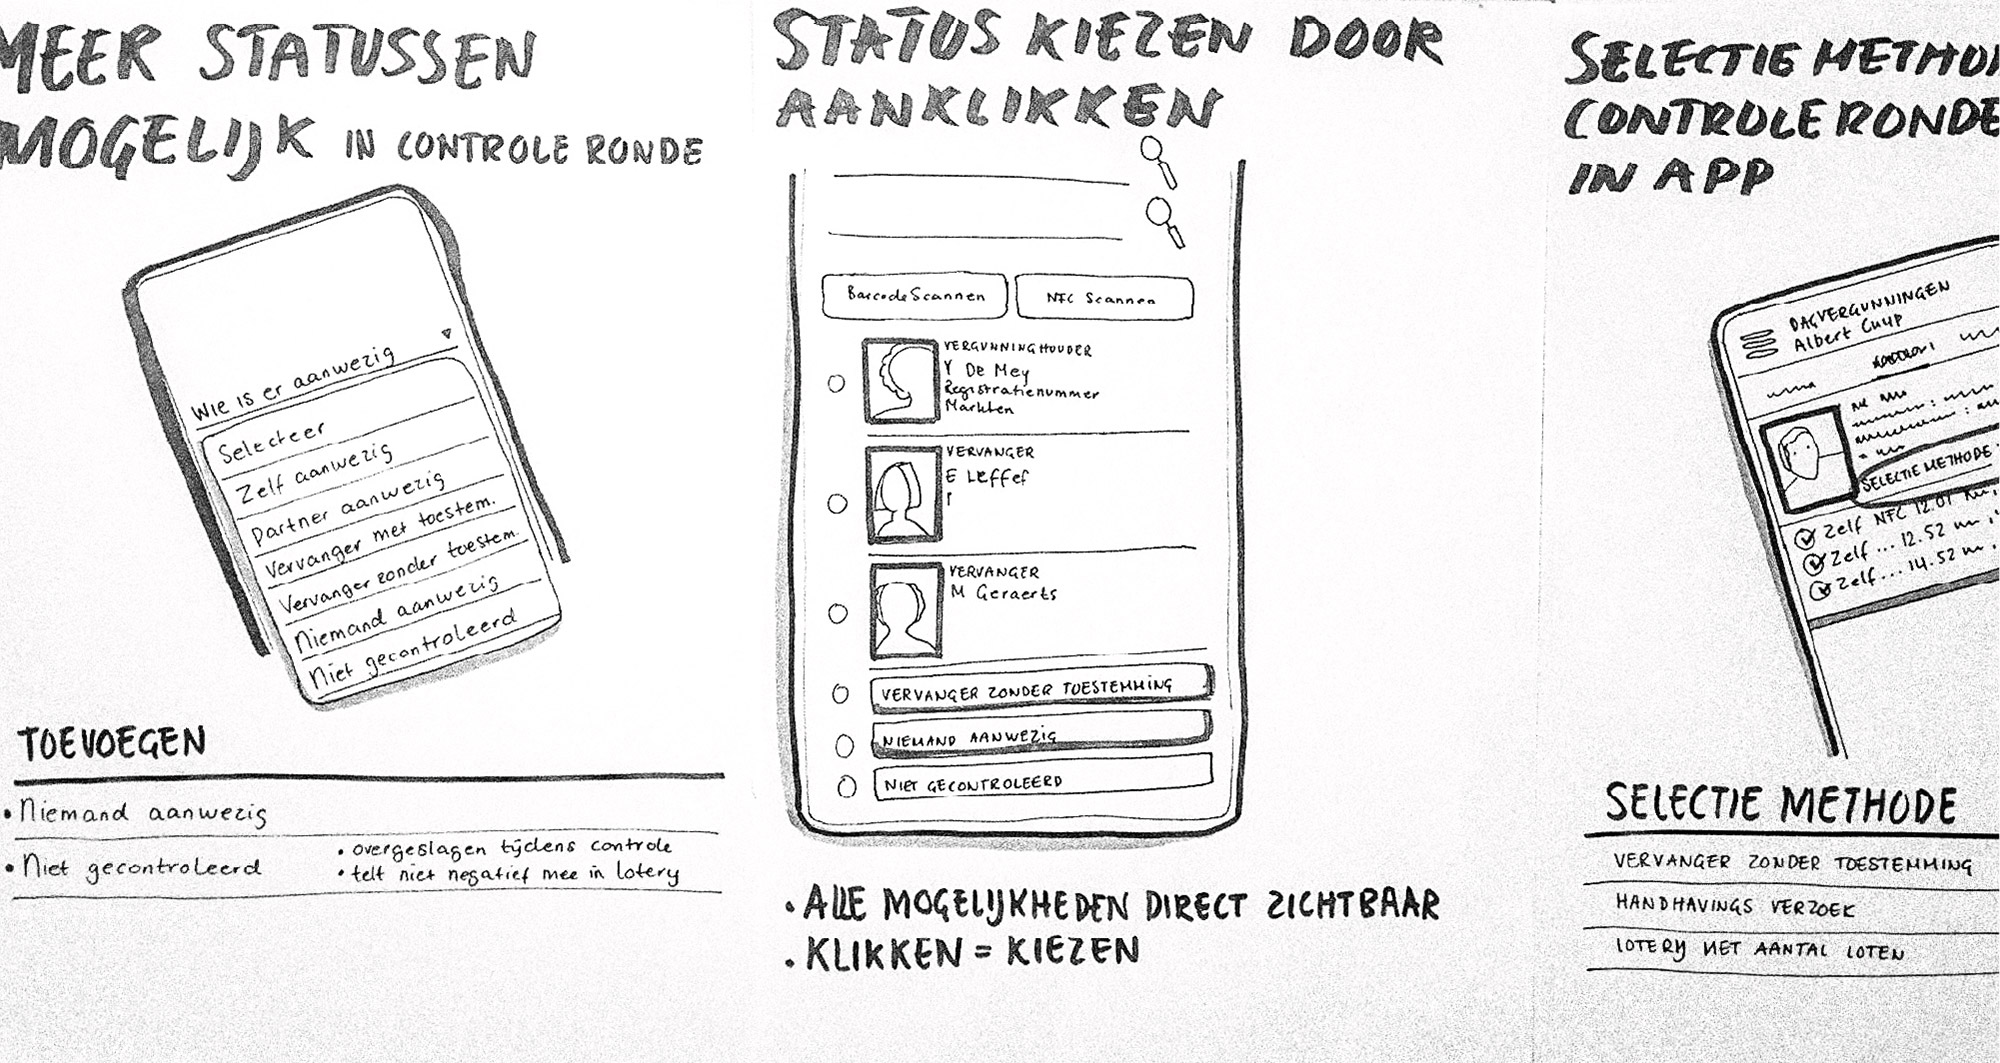 MEER STATUSSEN
MOGELIJK IN CONTROLE RONDE
Wie is er aanwezig
Selecteer
Zelf aanwezig
Partner aanwezig
Vervanger met toestem.
Vervanger zonder toestem.
Niemand aanwezig
Niet gecontroleerd
TOEVOEGEN
• Niemand aanwezig
• Niet gecontroleerd
• overgeslagen tijdens controle
• telt niet negatief mee in lotery
STATUS KIEZEN DOOR
AANKLIKKEN
Barcode Scannen
NFC Scannen
VERGUNNINGHOUDER
Y De Mey
Registratienummer
Markten
VERVANGER
E Leffef
VERVANGER
M Geraerts
VERVANGER ZONDER TOESTEMMING
NIEMAND AANWEZIG
NIET GECONTROLEERD
• ALLE MOGELIJKHEDEN DIRECT ZICHTBAAR
• KLIKKEN = KIEZEN
SELECTIE
CONTROLE RONDE
IN APP
DAGVERGUNNINGEN
Albert Cuyp
SELECTIE METHODE
Zelf NFC 12.01
Zelf ... 12.52
Zelf ... 14.52
SELECTIE METHODE
VERVANGER ZONDER TOESTEMMING
HANDHAVINGS VERZOEK
LOTERIJ MET AANTAL LOTEN